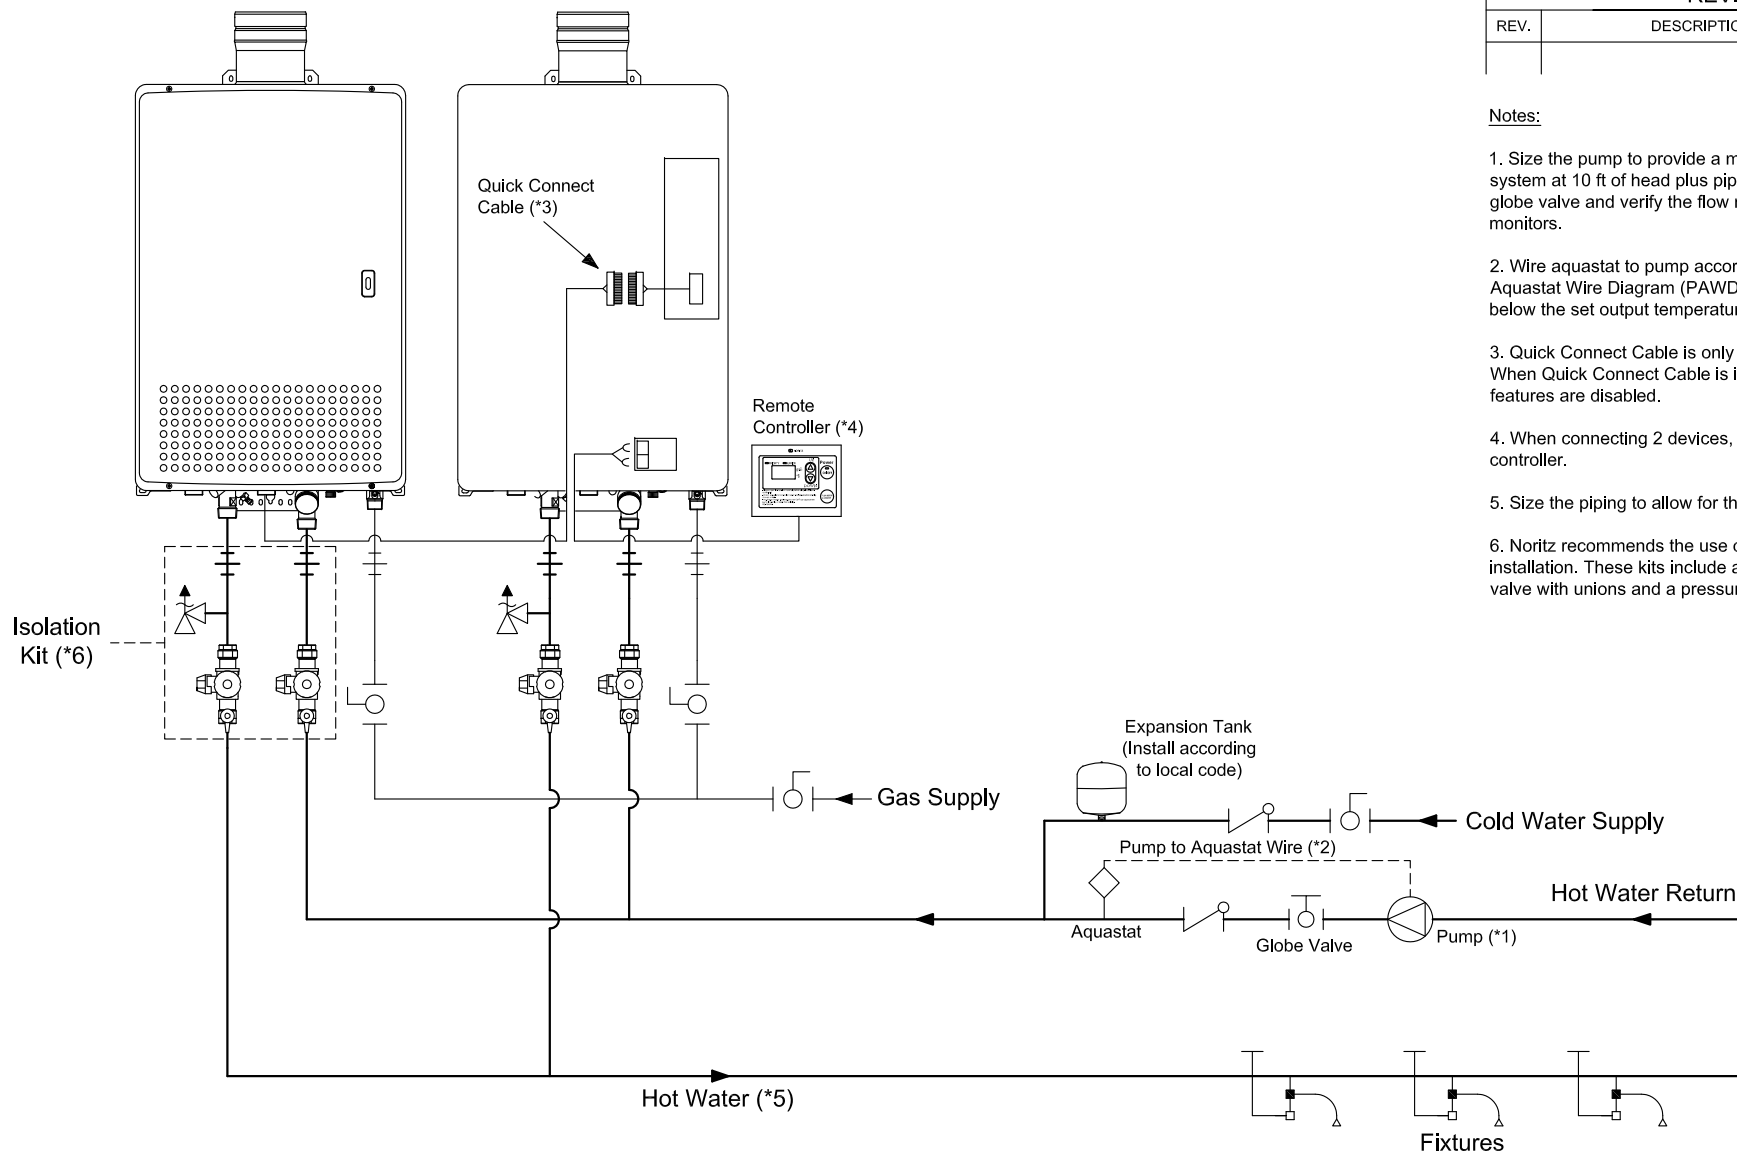 REV.
DESCRIPTIO
Notes:
1. Size the pump to provide a m
system at 10 ft of head plus pip
globe valve and verify the flow
monitors.
2. Wire aquastat to pump accor
Aquastat Wire Diagram (PAWD
below the set output temperatu
3. Quick Connect Cable is only
When Quick Connect Cable is i
features are disabled.
4. When connecting 2 devices,
controller.
5. Size the piping to allow for th
6. Noritz recommends the use o
installation. These kits include a
valve with unions and a pressur
Quick Connect
Cable (*3)
Remote
Controller (*4)
Isolation
Kit (*6)
Expansion Tank
(Install according
to local code)
Gas Supply
Cold Water Supply
Pump to Aquastat Wire (*2)
Hot Water Return
Aquastat
Globe Valve
Pump (*1)
Hot Water (*5)
Fixtures